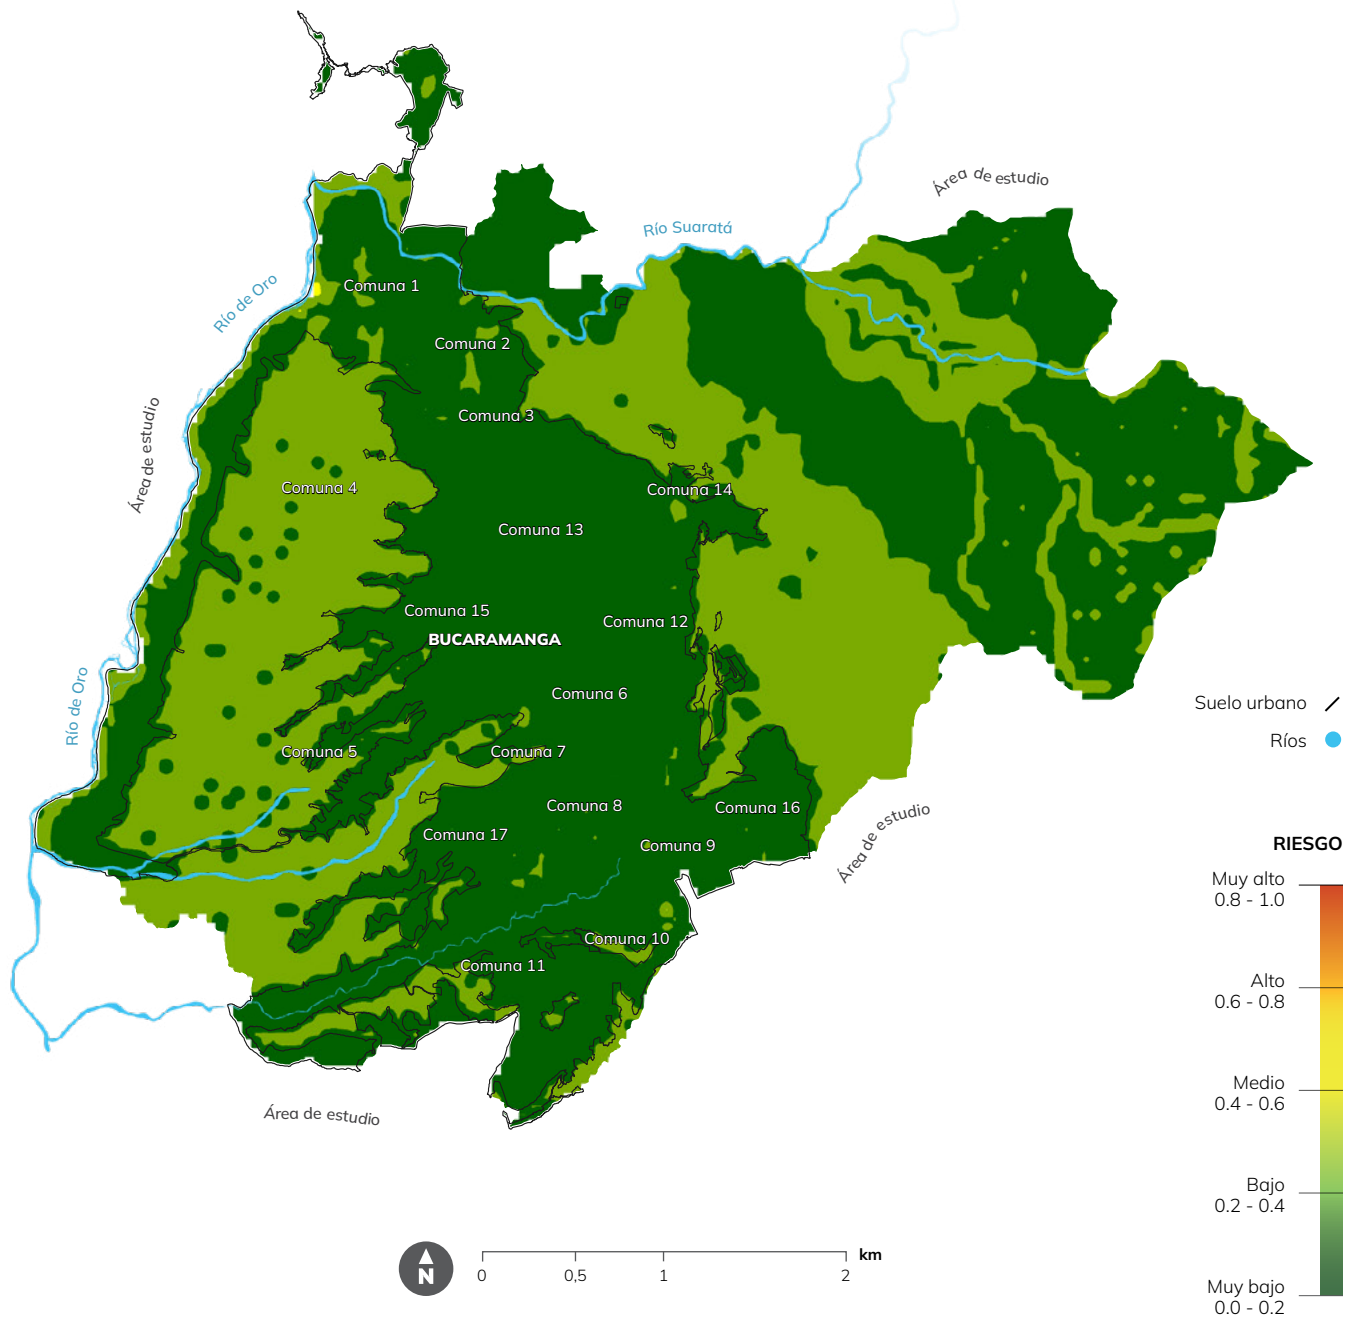 Área de estudio
Río Suaratá
Río de Oro
Comuna 1
Comuna 2
Área de estudio
Comuna 3
Comuna 4
Comuna 14
Comuna 13
Comuna 15
Comuna 12
BUCARAMANGA
Río de Oro
Comuna 6
Suelo urbano
Ríos
Comuna 5
Comuna 7
Comuna 8
Comuna 16
Comuna 17
Comuna 9
Área de estudio
RIESGO
Muy alto
0.8 - 1.0
Comuna 10
Comuna 11
Alto
0.6 - 0.8
Medio
0.4 - 0.6
Área de estudio
Bajo
0.2 - 0.4
Muy bajo
0.0 - 0.2
N
km
0 0,5 1 2